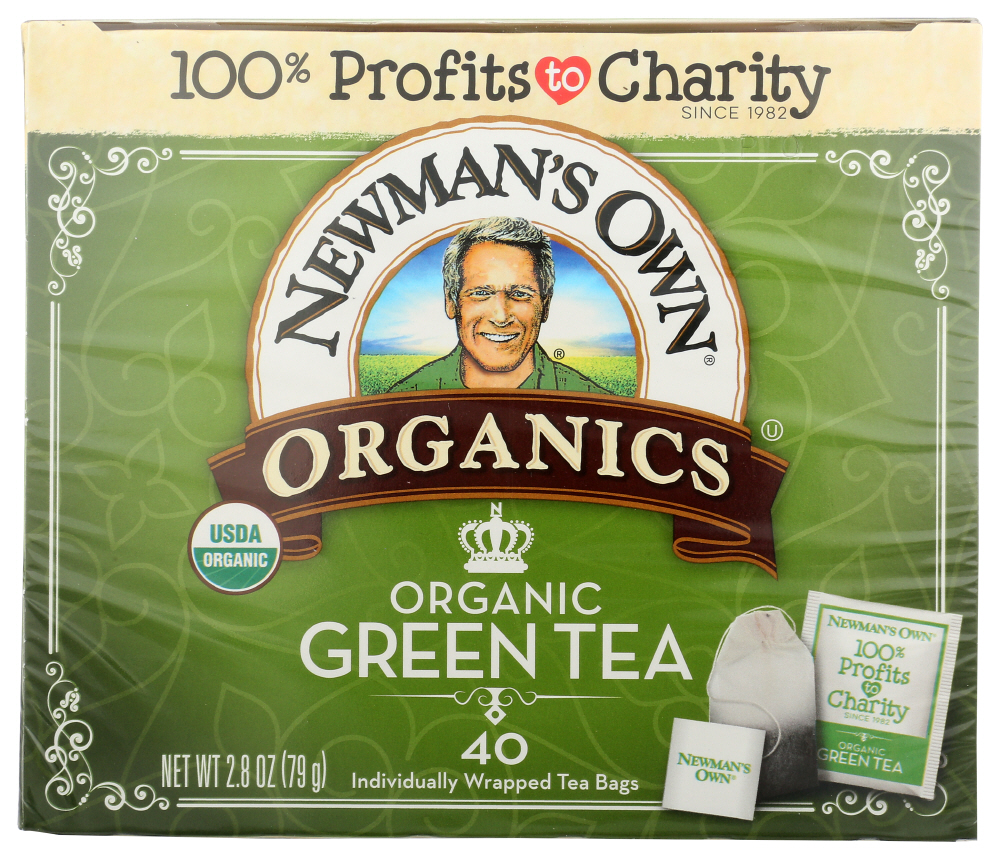 100% Profits to Charity
SINCE 1982
NEWMAN'S OWN®
®
ORGANICS
U
USDA
ORGANIC
N
ORGANIC
GREEN TEA
40
Individually Wrapped Tea Bags
NET WT 2.8 OZ (79 g)
NEWMAN'S OWN®
100%
Profits
to
Charity
SINCE 1982
ORGANIC
GREEN TEA
NEWMAN'S
OWN®